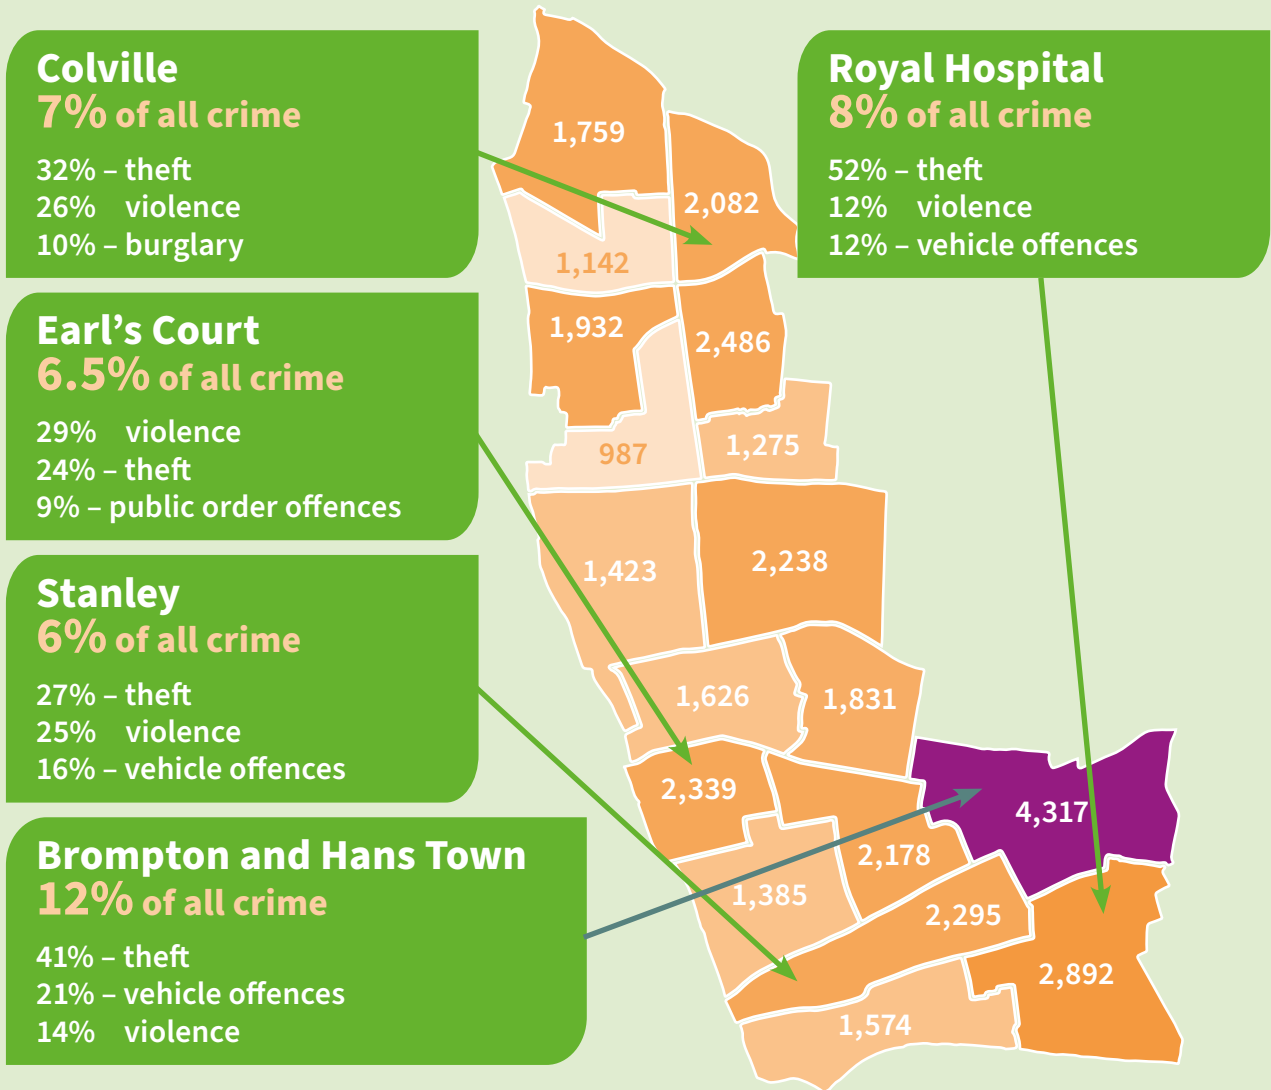 Colville
7% of all crime
32% – theft
26% violence
10% – burglary
Earl’s Court
6.5% of all crime
29% violence
24% – theft
9% – public order offences
Stanley
6% of all crime
27% – theft
25% violence
16% – vehicle offences
Brompton and Hans Town
12% of all crime
41% – theft
21% – vehicle offences
14% violence
Royal Hospital
8% of all crime
52% – theft
12% violence
12% – vehicle offences
1,759
2,082
1,142
1,932
2,486
987
1,275
1,423
2,238
1,626
1,831
2,339
4,317
2,178
1,385
2,295
2,892
1,574